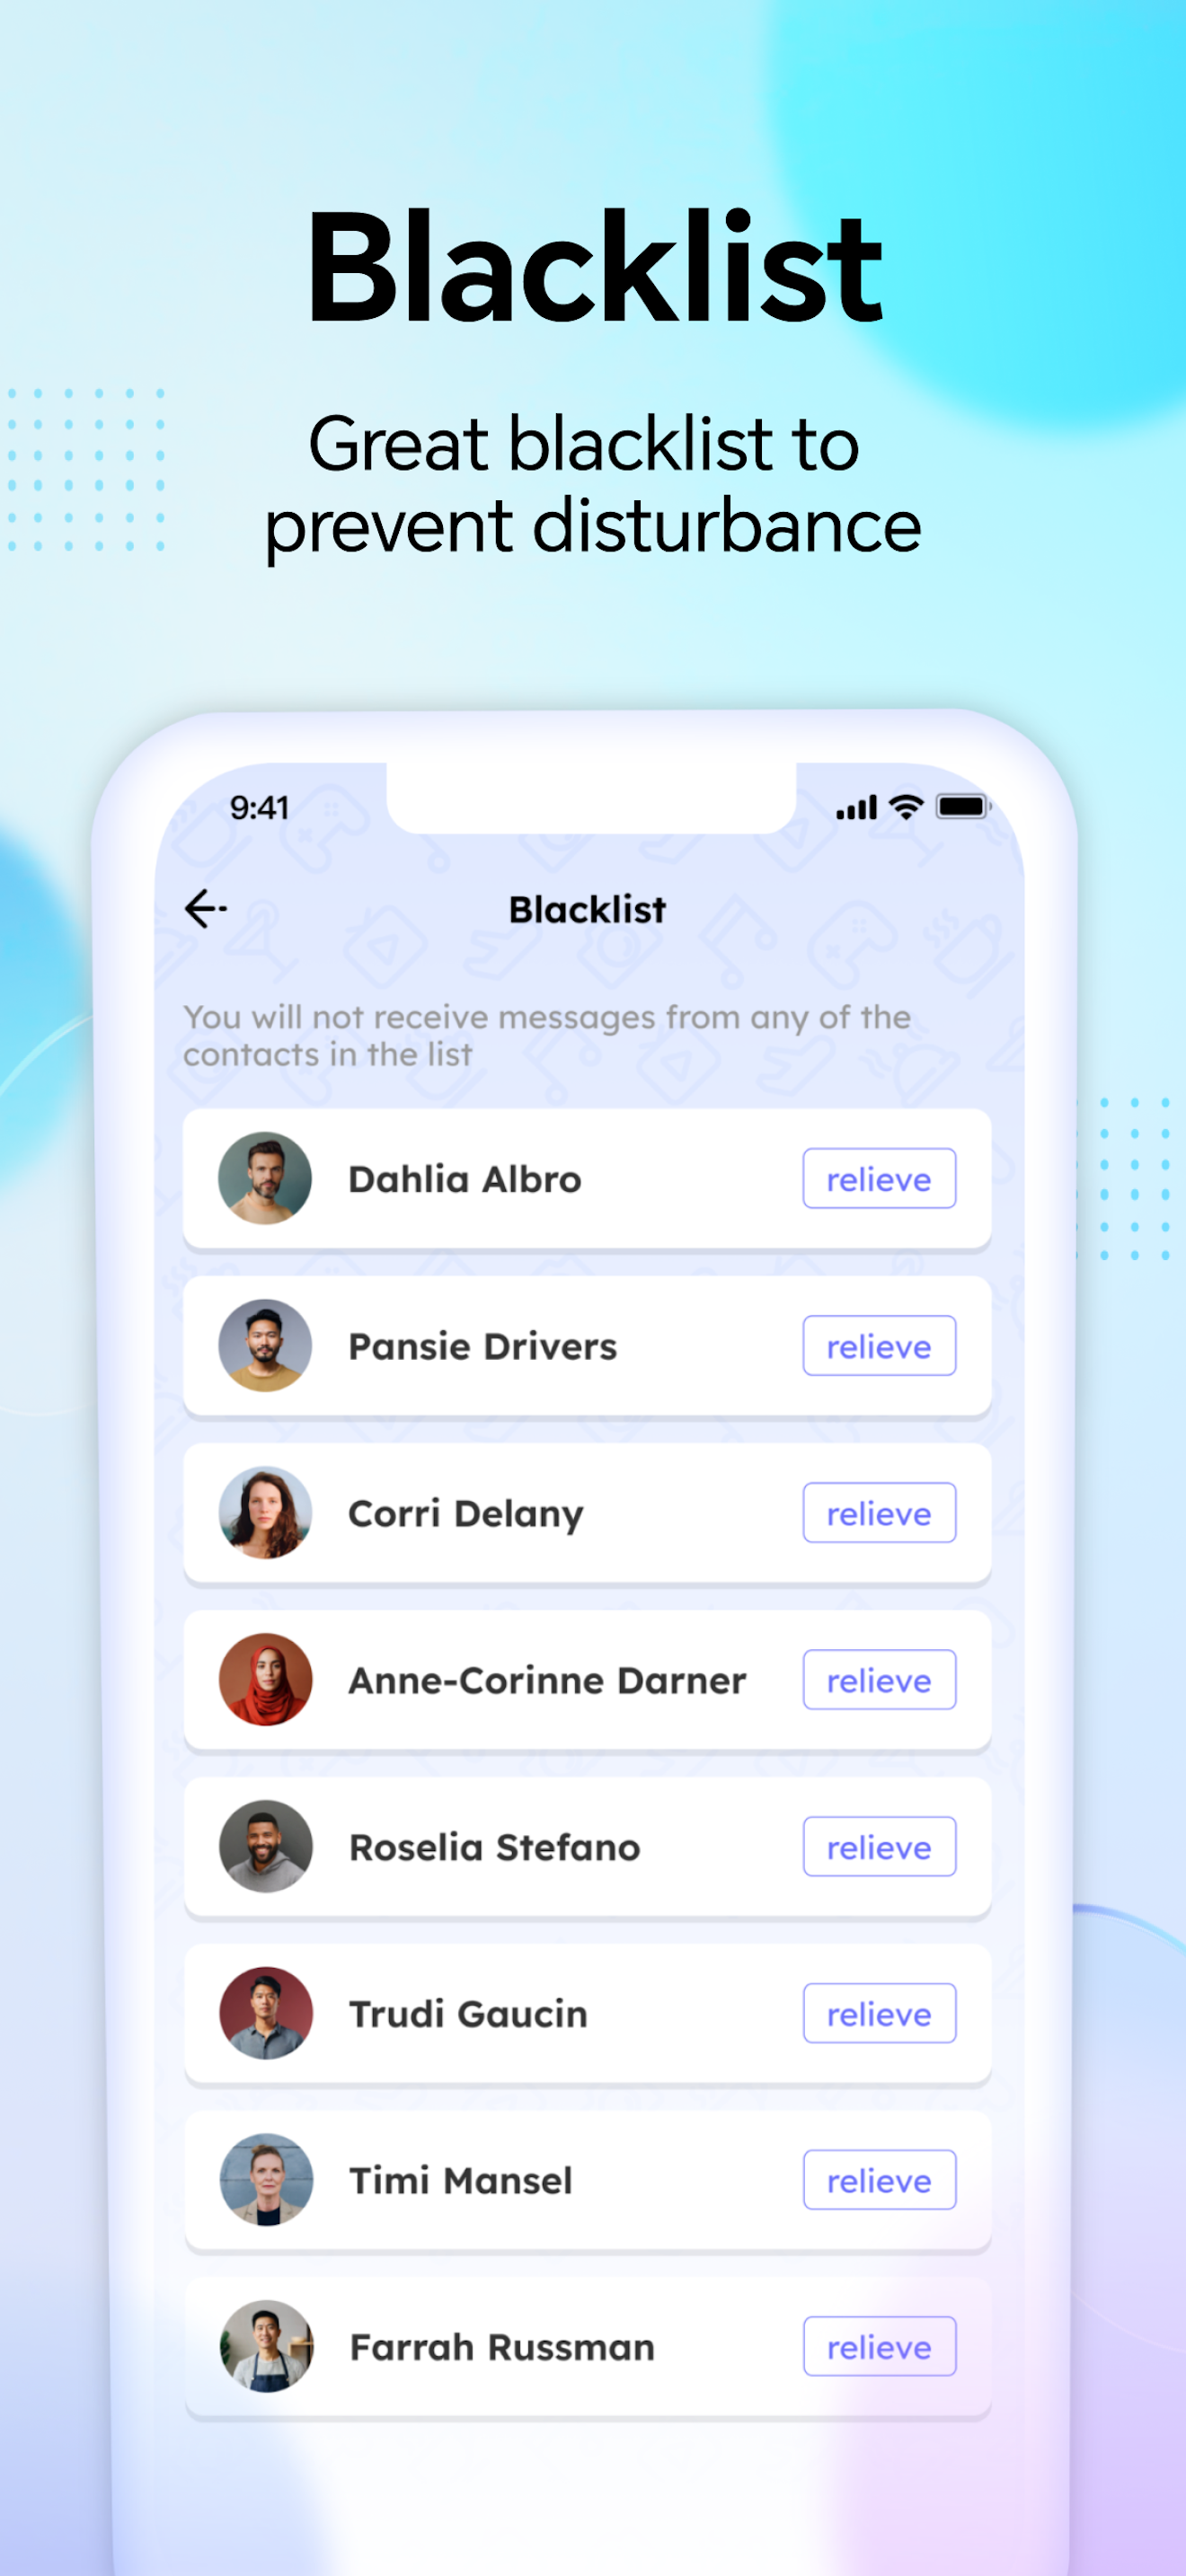 Blacklist
Great blacklist to
prevent disturbance
9:41
Blacklist
You will not receive messages from any of the
contacts in the list
Dahlia Albro
relieve
Pansie Drivers
relieve
Corri Delany
relieve
Anne-Corinne Darner
relieve
Roselia Stefano
relieve
Trudi Gaucin
relieve
Timi Mansel
relieve
Farrah Russman
relieve